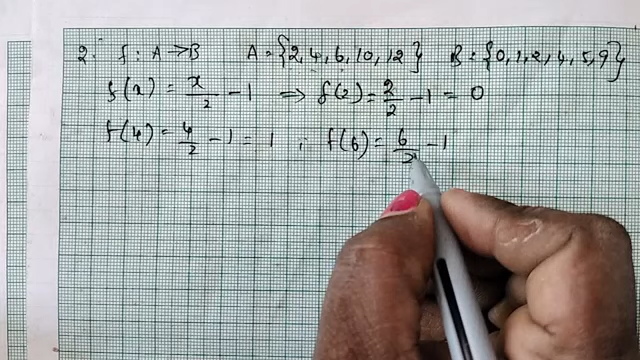 2. f : A → B A = {2, 4, 6, 10, 12} B = {0, 1, 2, 4, 5, 9}
f(x) = x/2 - 1 ⇒ f(2) = 2/2 - 1 = 0
f(4) = 4/2 - 1 = 1 ; f(6) = 6/2 - 1